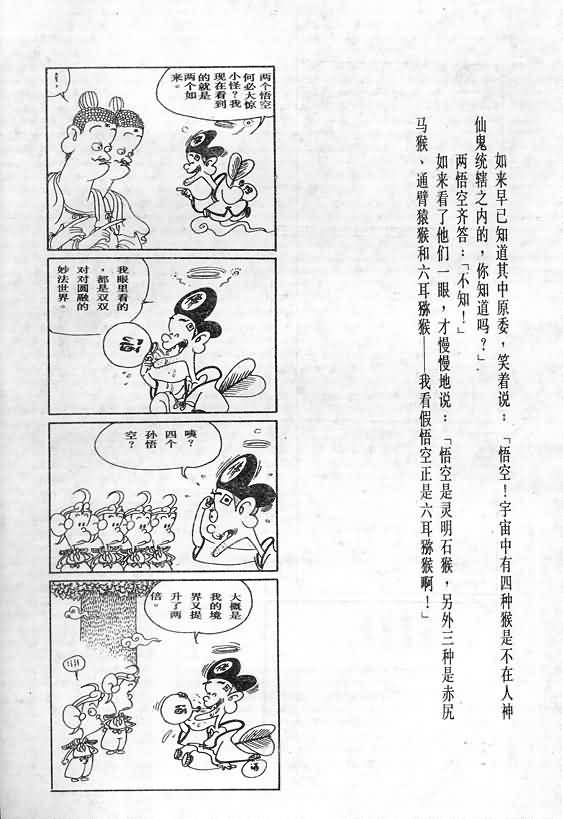 如来早已知道其中原委，笑着说：「悟空！宇宙中有四种猴是不在人神
仙鬼统辖之内的，你知道吗？」
两悟空齐答：「不知！」
如来看了他们一眼，才慢慢地说：「悟空是灵明石猴，另外三种是赤尻
马猴、通臂猿猴和六耳猕猴——我看假悟空正是六耳猕猴啊！」
两个悟空
何必大惊
小怪？我
现在看到
的就是
两个如
来。
！
我眼里看的
，都是双双
对对圆融的
妙法世界。
咦？
四个
孙悟
空？
大概是
我的境
界又提
升了两
倍。